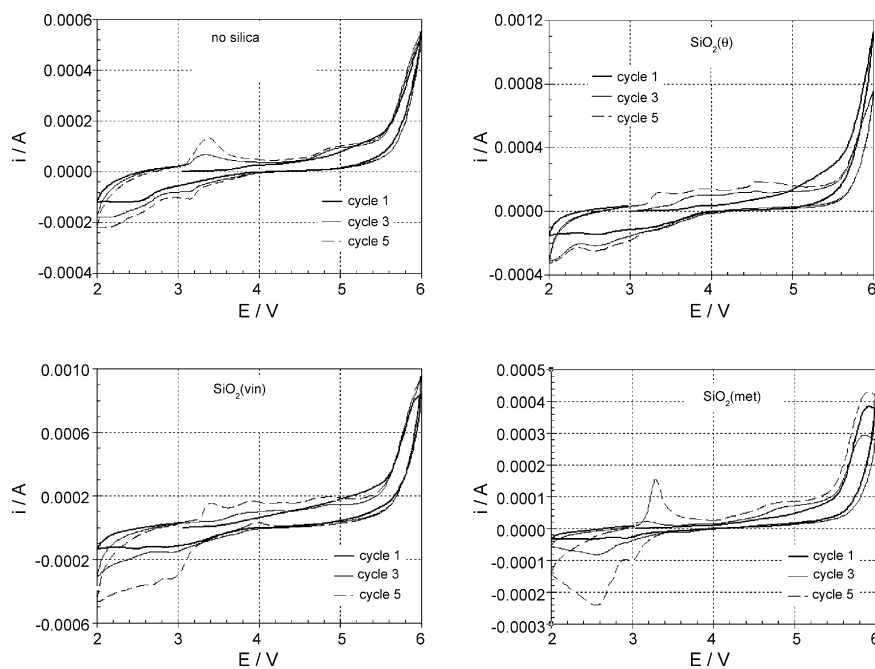 0.0006
0.0004
0.0002
0.0000
-0.0002
-0.0004
i / A
no silica
cycle 1
cycle 3
cycle 5
2 3 4 5 6
E / V
0.0012
0.0008
0.0004
0.0000
-0.0004
i / A
SiO2(θ)
cycle 1
cycle 3
cycle 5
2 3 4 5 6
E / V
0.0010
0.0006
0.0002
-0.0002
-0.0006
i / A
SiO2(vin)
cycle 1
cycle 3
cycle 5
2 3 4 5 6
E / V
0.0005
0.0004
0.0003
0.0002
0.0001
0.0000
-0.0001
-0.0002
-0.0003
i / A
SiO2(met)
cycle 1
cycle 3
cycle 5
2 3 4 5 6
E / V